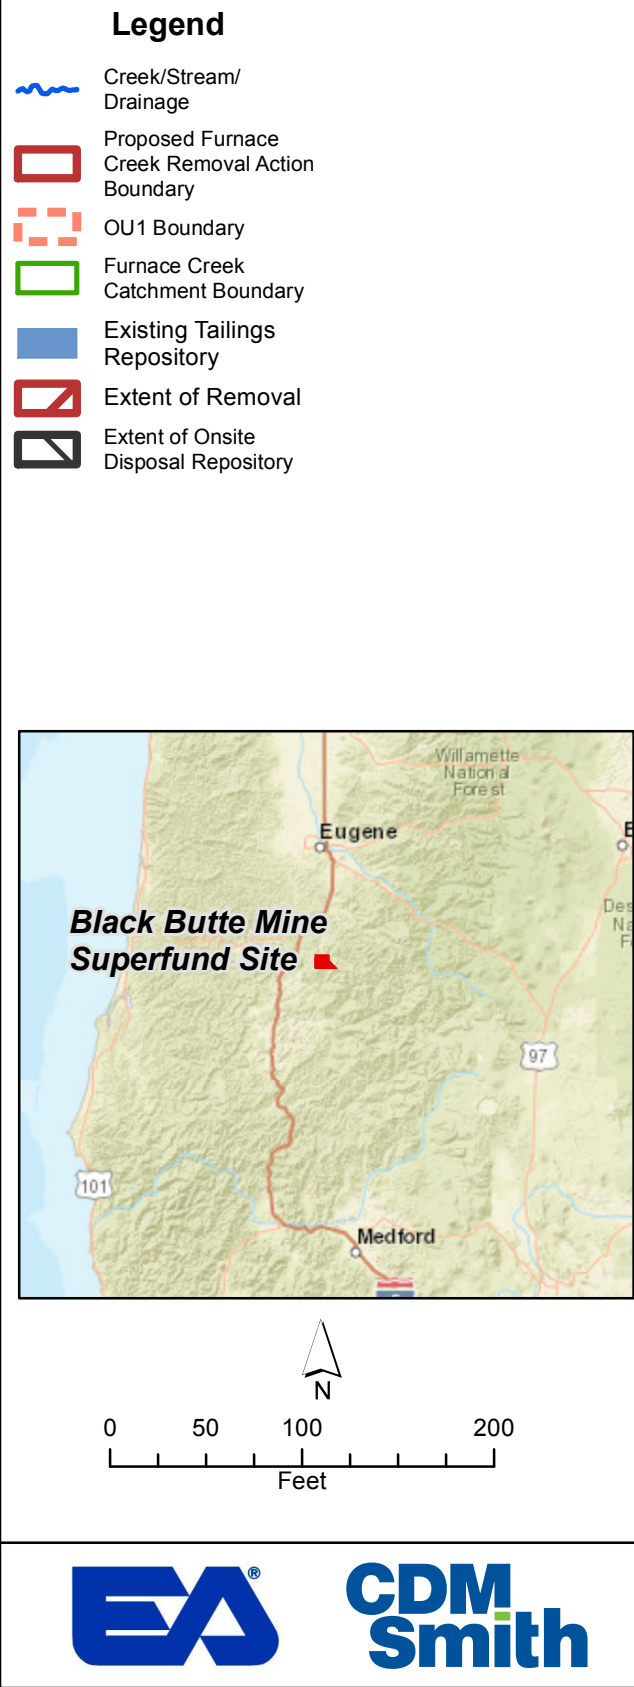 Legend
Creek/Stream/
Drainage
Proposed Furnace
Creek Removal Action
Boundary
OU1 Boundary
Furnace Creek
Catchment Boundary
Existing Tailings
Repository
Extent of Removal
Extent of Onsite
Disposal Repository
Willamette
National
Forest
Eugene
Black Butte Mine
Superfund Site
97
101
Medford
N
0 50 100 200
Feet
EA®
CDM
Smith